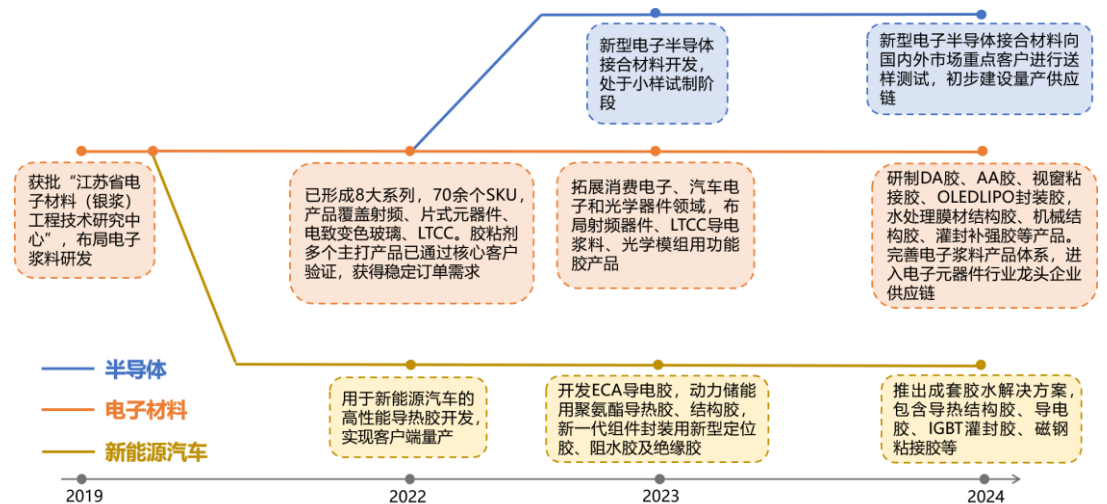 新型电子半导体
接合材料开发，
处于小样试制阶
段
新型电子半导体接合材料向
国内外市场重点客户进行送
样测试，初步建设量产供应
链
获批“江苏省电
子材料（银浆）
工程技术研究中
心”，布局电子
浆料研发
已形成8大系列，70余个SKU，
产品覆盖射频、片式元器件、
电致变色玻璃、LTCC。胶粘剂
多个主打产品已通过核心客户
验证，获得稳定订单需求
拓展消费电子、汽车电
子和光学器件领域，布
局射频器件、LTCC导电
浆料、光学模组用功能
胶产品
研制DA胶、AA胶、视窗粘
接胶、OLEDLIPO封装胶，
水处理膜材结构胶、机械结
构胶、灌封补强胶等产品。
完善电子浆料产品体系，进
入电子元器件行业龙头企业
供应链
半导体
电子材料
新能源汽车
用于新能源汽车的
高性能导热胶开发，
实现客户端量产
开发ECA导电胶，动力储能
用聚氨酯导热胶、结构胶，
新一代组件封装用新型定位
胶、阻水胶及绝缘胶
推出成套胶水解决方案，
包含导热结构胶、导电
胶、IGBT灌封胶、磁钢
粘接胶等
2019
2022
2023
2024